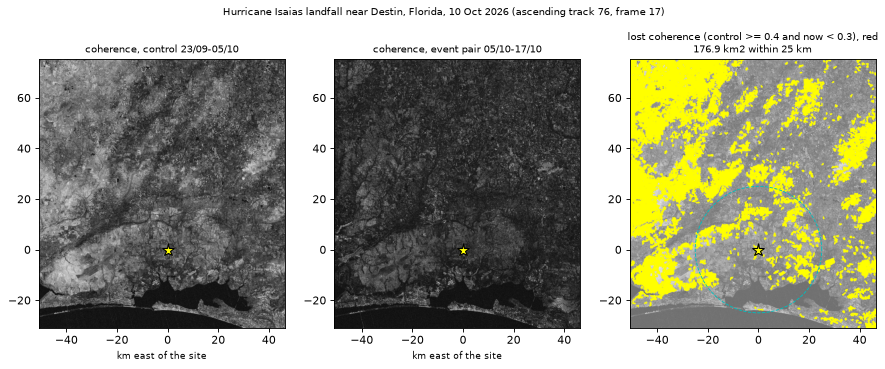 Hurricane Isaias landfall near Destin, Florida, 10 Oct 2026 (ascending track 76, frame 17)
coherence, control 23/09-05/10
coherence, event pair 05/10-17/10
lost coherence (control >= 0.4 and now < 0.3), red
176.9 km2 within 25 km
60
40
20
0
−20
−40 −20 0 20 40
km east of the site
60
40
20
0
−20
−40 −20 0 20 40
km east of the site
60
40
20
0
−20
−40 −20 0 20 40